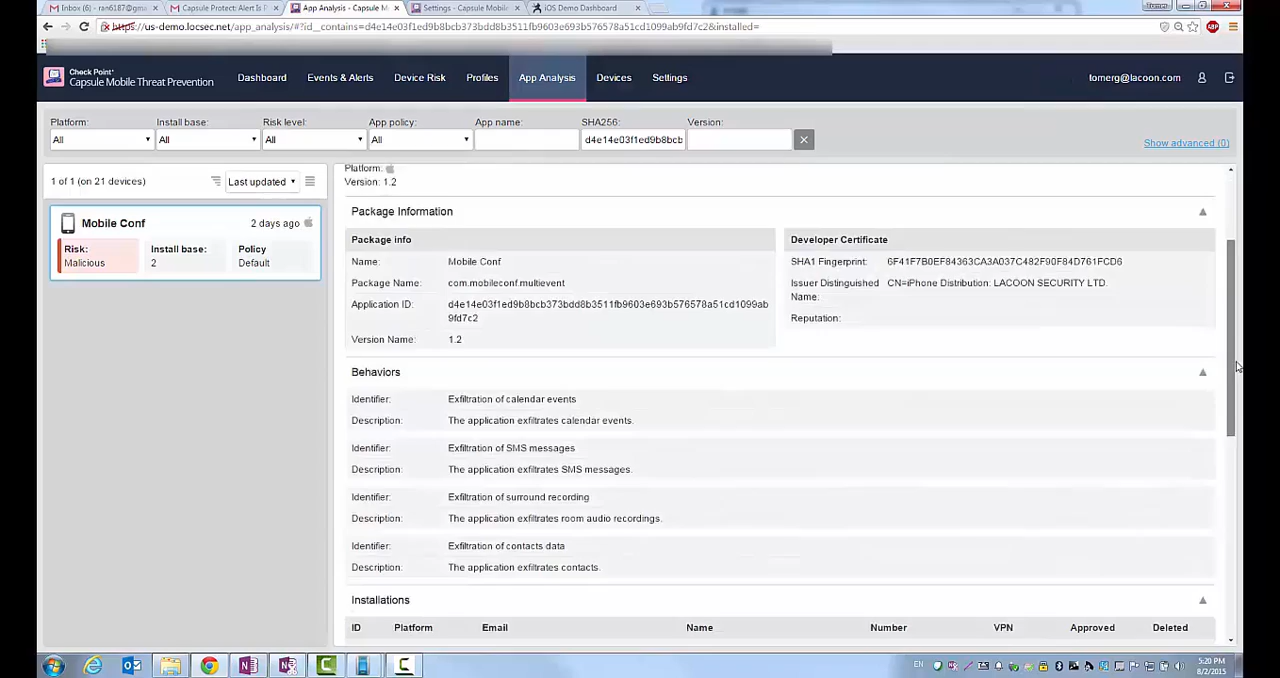 Inbox (6) - ran6187@gm
Capsule Protect: Alert Is
App Analysis - Capsule M
Settings - Capsule Mobile
iOS Demo Dashboard
https://us-demo.locsec.net/app_analysis/#?id_contains=d4e14e03f1ed9b8bcb373bdd8b3511fb9603e693b576578a51cd1099ab9fd7c2&installed=
Check Point
Capsule Mobile Threat Prevention
Dashboard Events & Alerts Device Risk Profiles App Analysis Devices Settings
tomerg@lacoon.com
Platform: Install base: Risk level: App policy: App name: SHA256: Version:
All All All All d4e14e03f1ed9b8bcb
Show advanced (0)
1 of 1 (on 21 devices) Last updated
Mobile Conf 2 days ago
Risk: Install base: Policy
Malicious 2 Default
Platform:
Version: 1.2
Package Information
Package info
Name: Mobile Conf
Package Name: com.mobileconf.multievent
Application ID: d4e14e03f1ed9b8bcb373bdd8b3511fb9603e693b576578a51cd1099ab
9fd7c2
Version Name: 1.2
Developer Certificate
SHA1 Fingerprint: 6F41F7B0EF84363CA3A037C482F90F84D761FCD6
Issuer Distinguished CN=iPhone Distribution: LACOON SECURITY LTD.
Name:
Reputation:
Behaviors
Identifier: Exfiltration of calendar events
Description: The application exfiltrates calendar events.
Identifier: Exfiltration of SMS messages
Description: The application exfiltrates SMS messages.
Identifier: Exfiltration of surround recording
Description: The application exfiltrates room audio recordings.
Identifier: Exfiltration of contacts data
Description: The application exfiltrates contacts.
Installations
ID Platform Email Name Number VPN Approved Deleted
EN
5:20 PM
8/2/2015